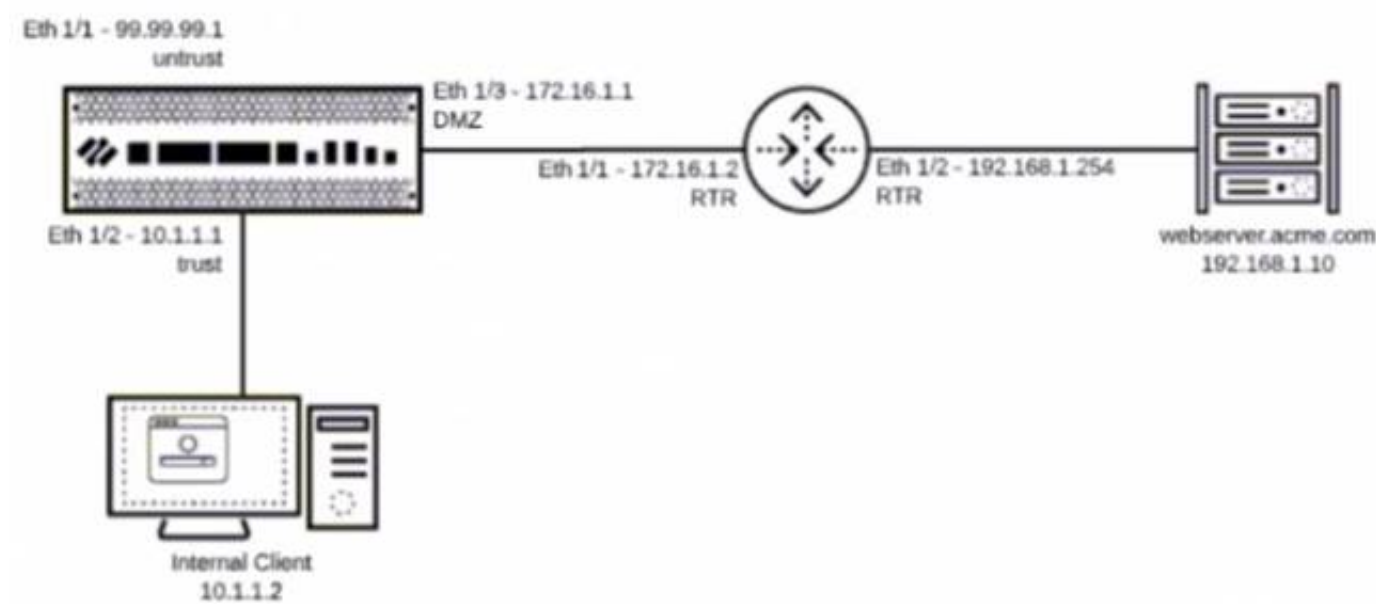 Eth 1/1 - 99.99.99.1
untrust
Eth 1/3 - 172.16.1.1
DMZ
Eth 1/1 - 172.16.1.2
RTR
Eth 1/2 - 192.168.1.254
RTR
webserver.acme.com
192.168.1.10
Eth 1/2 - 10.1.1.1
trust
Internal Client
10.1.1.2